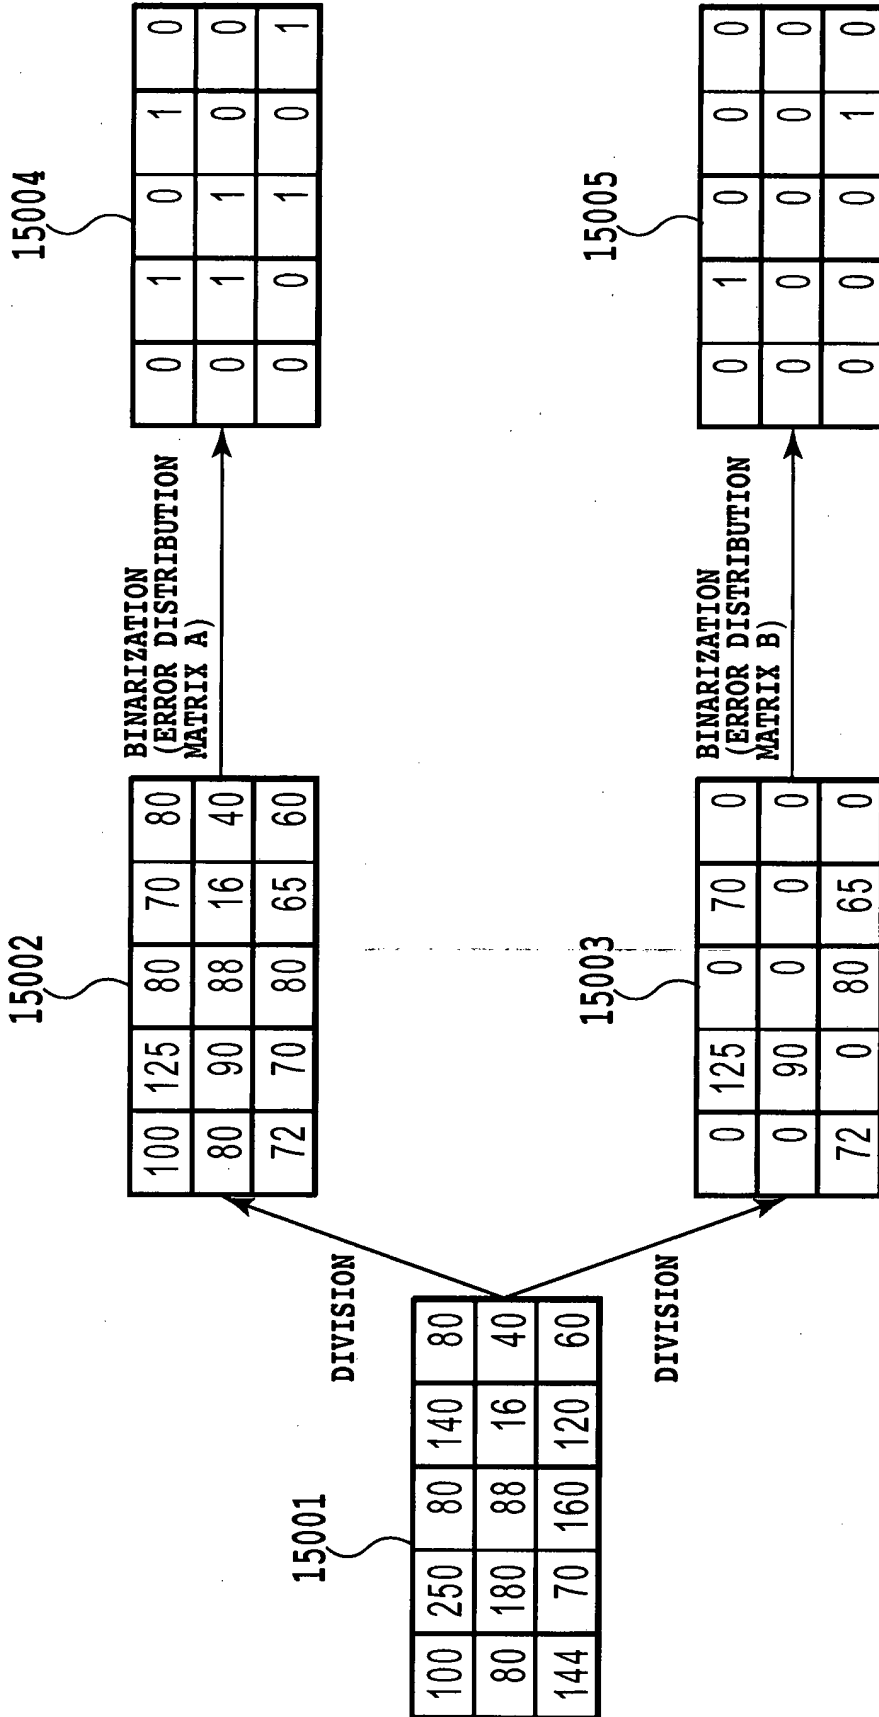 15001
100 250 80 140 80
80 180 88 16 40
144 70 160 120 60
DIVISION
DIVISION
15002
100 125 80 70 80
80 90 88 16 40
72 70 80 65 60
BINARIZATION
(ERROR DISTRIBUTION
MATRIX A)
15004
0 1 0 1 0
0 1 1 0 0
0 0 1 0 1
15003
0 125 0 70 0
0 90 0 0 0
72 0 80 65 0
BINARIZATION
(ERROR DISTRIBUTION
MATRIX B)
15005
0 1 0 0 0
0 0 0 0 0
0 0 0 1 0